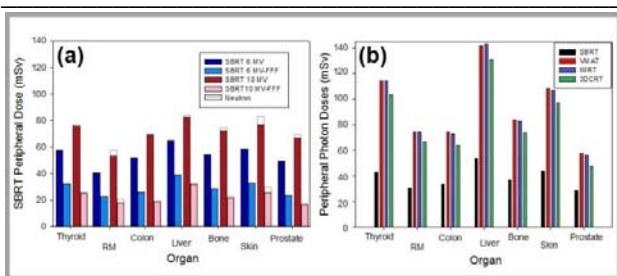 (a)
SBRT 6 MV
SBRT 6 MV-FFF
SBRT 10 MV
SBRT10 MV-FFF
Neutron
SBRT Peripheral Dose (mSv)
140
120
100
80
60
40
20
0
Thyroid RM Colon Liver Bone Skin Prostate
Organ
(b)
SBRT
VMAT
IMRT
3DCRT
Peripheral Photon Doses (mSv)
140
120
100
80
60
40
20
0
Thyroid RM Colon Liver Bone Skin Prostate
Organ